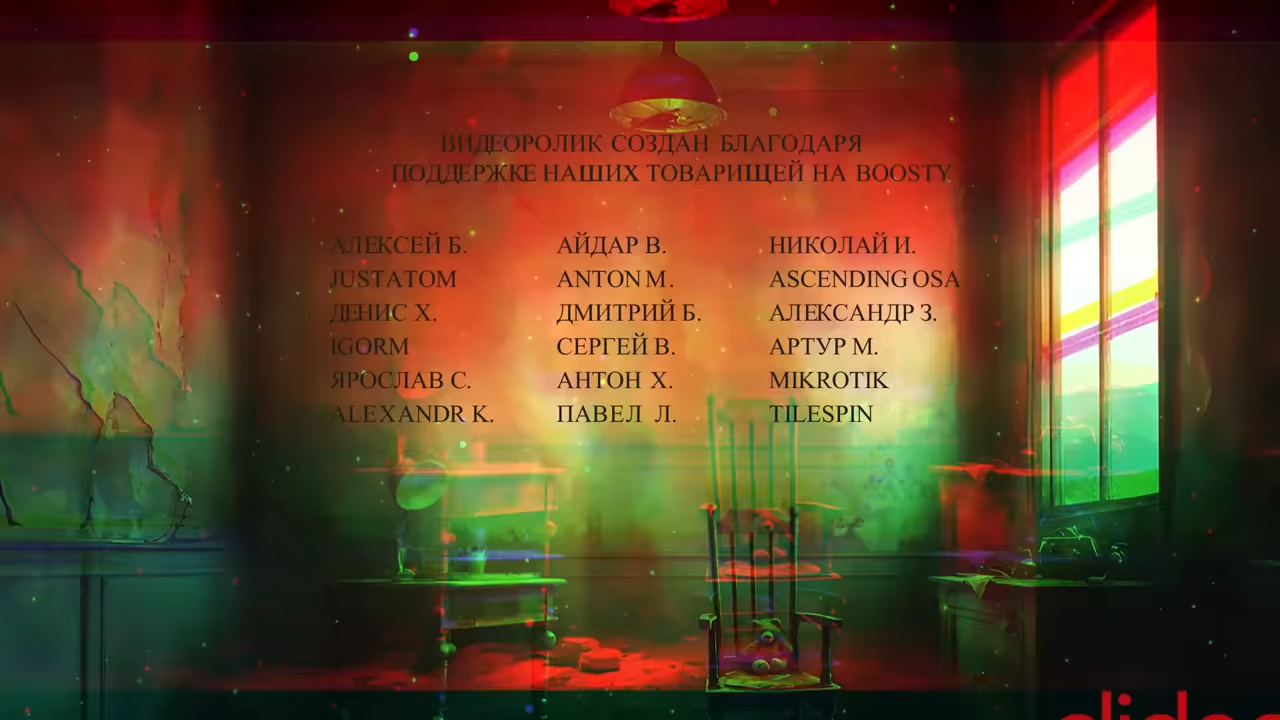 ВИДЕОРОЛИК СОЗДАН БЛАГОДАРЯ
ПОДДЕРЖКЕ НАШИХ ТОВАРИЩЕЙ НА BOOSTY
АЛЕКСЕЙ Б. АЙДАР В. НИКОЛАЙ И.
JUSTATOM ANTON M. ASCENDING OSA
ДЕНИС Х. ДМИТРИЙ Б. АЛЕКСАНДР З.
IGORM СЕРГЕЙ В. АРТУР М.
ЯРОСЛАВ С. АНТОН Х. MIKROTIK
ALEXANDR K. ПАВЕЛ Л. TILESPIN